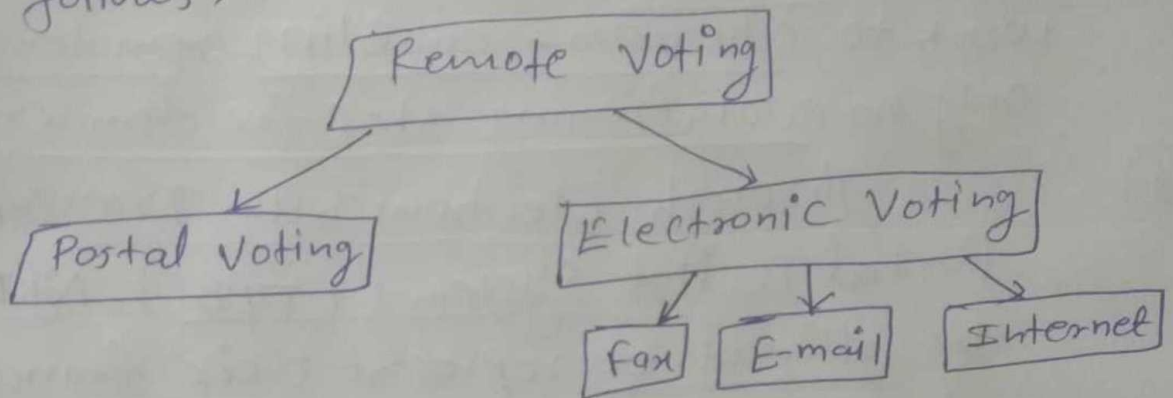 Remote Voting
Postal Voting
Electronic Voting
Fax
E-mail
Internet